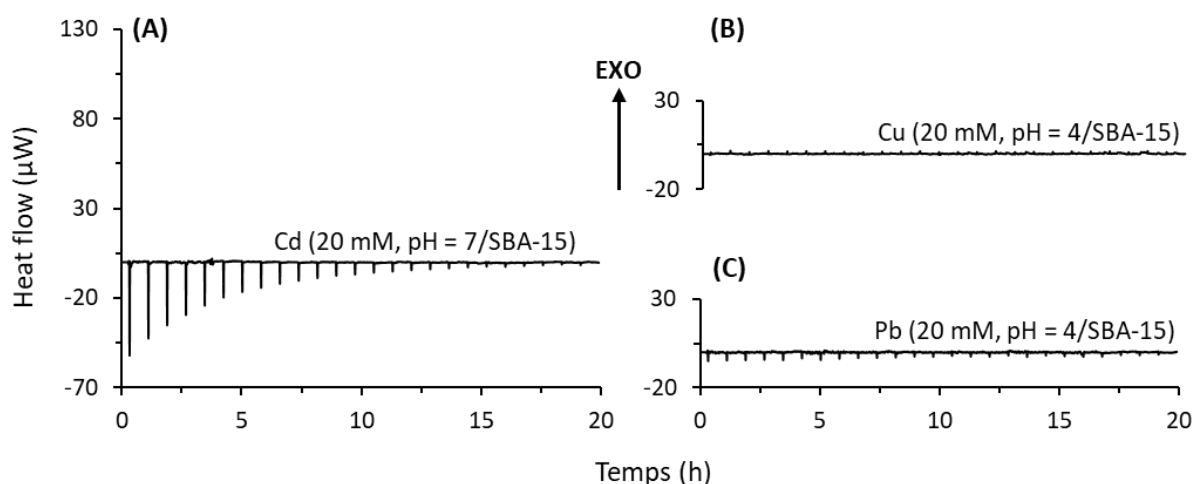 (A)
130
80
30
-20
-70
Heat flow (µW)
Cd (20 mM, pH = 7/SBA-15)
0 5 10 15 20
EXO
(B)
30
-20
Cu (20 mM, pH = 4/SBA-15)
(C)
30
-20
Pb (20 mM, pH = 4/SBA-15)
0 5 10 15 20
Temps (h)